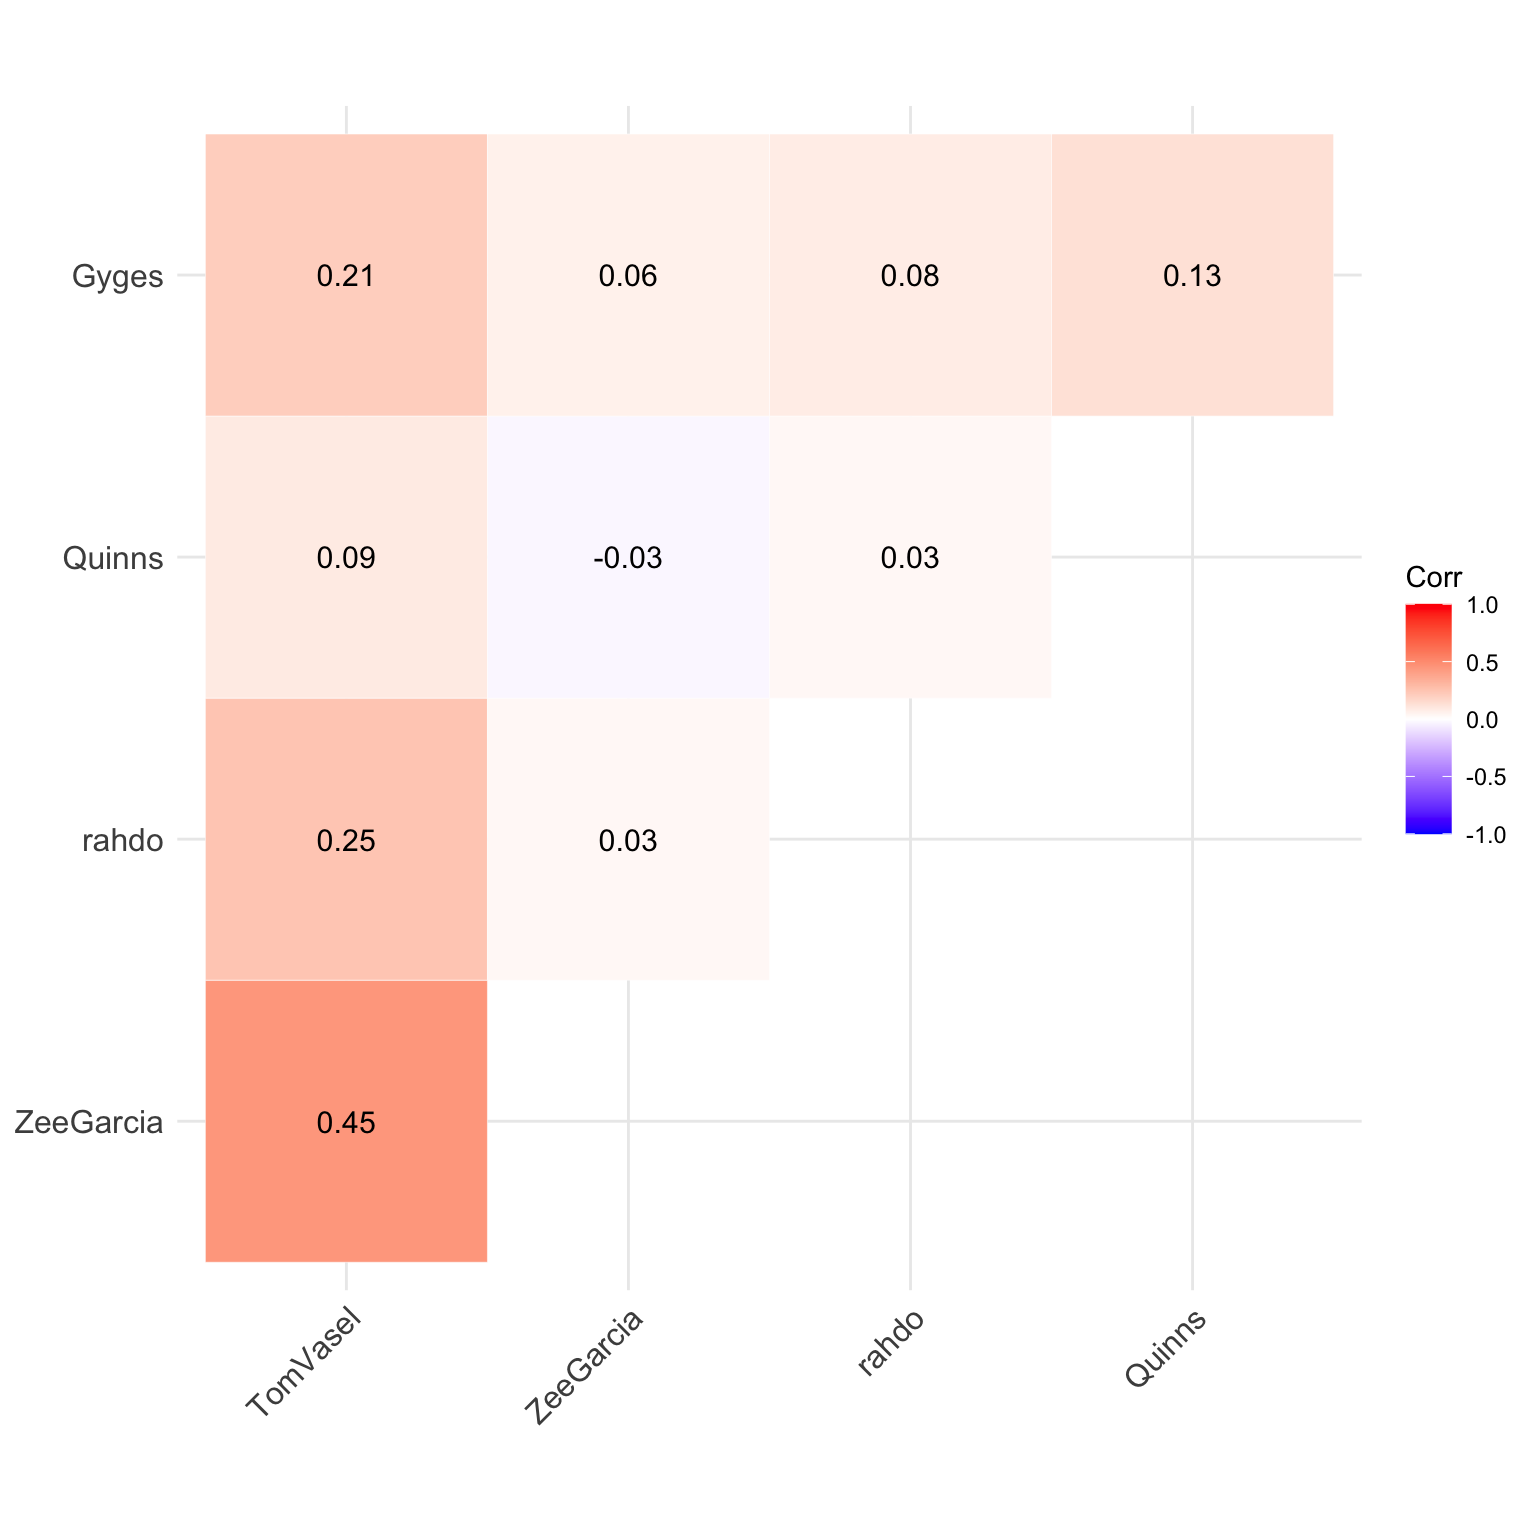 Gyges 0.21 0.06 0.08 0.13
Quinns 0.09 -0.03 0.03
rahdo 0.25 0.03
ZeeGarcia 0.45
TomVasel ZeeGarcia rahdo Quinns
Corr
1.0
0.5
0.0
-0.5
-1.0